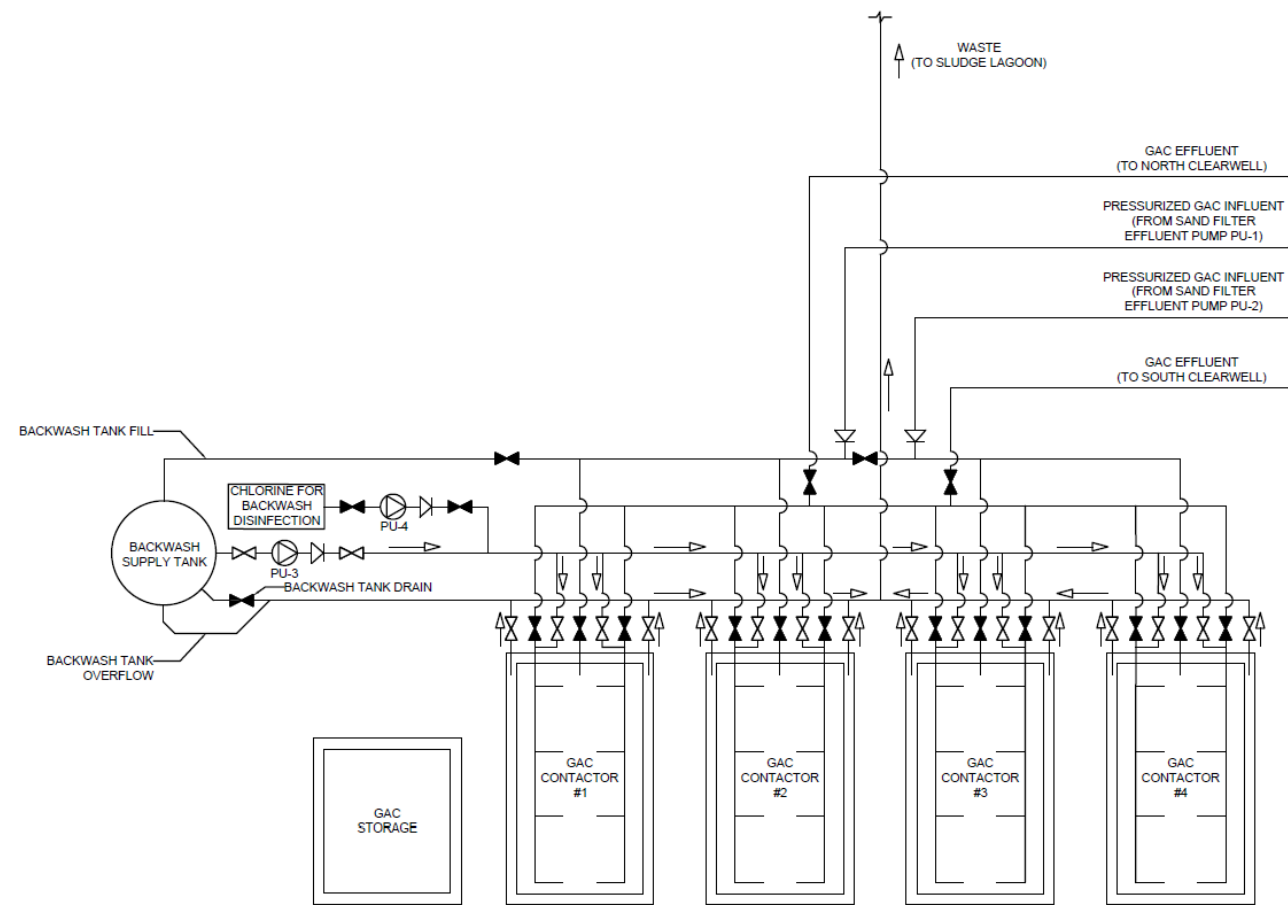 WASTE
(TO SLUDGE LAGOON)
GAC EFFLUENT
(TO NORTH CLEARWELL)
PRESSURIZED GAC INFLUENT
(FROM SAND FILTER
EFFLUENT PUMP PU-1)
PRESSURIZED GAC INFLUENT
(FROM SAND FILTER
EFFLUENT PUMP PU-2)
GAC EFFLUENT
(TO SOUTH CLEARWELL)
BACKWASH TANK FILL
CHLORINE FOR
BACKWASH
DISINFECTION
PU-4
BACKWASH
SUPPLY TANK
PU-3
BACKWASH TANK DRAIN
BACKWASH TANK
OVERFLOW
GAC
STORAGE
GAC
CONTACTOR
#1
GAC
CONTACTOR
#2
GAC
CONTACTOR
#3
GAC
CONTACTOR
#4